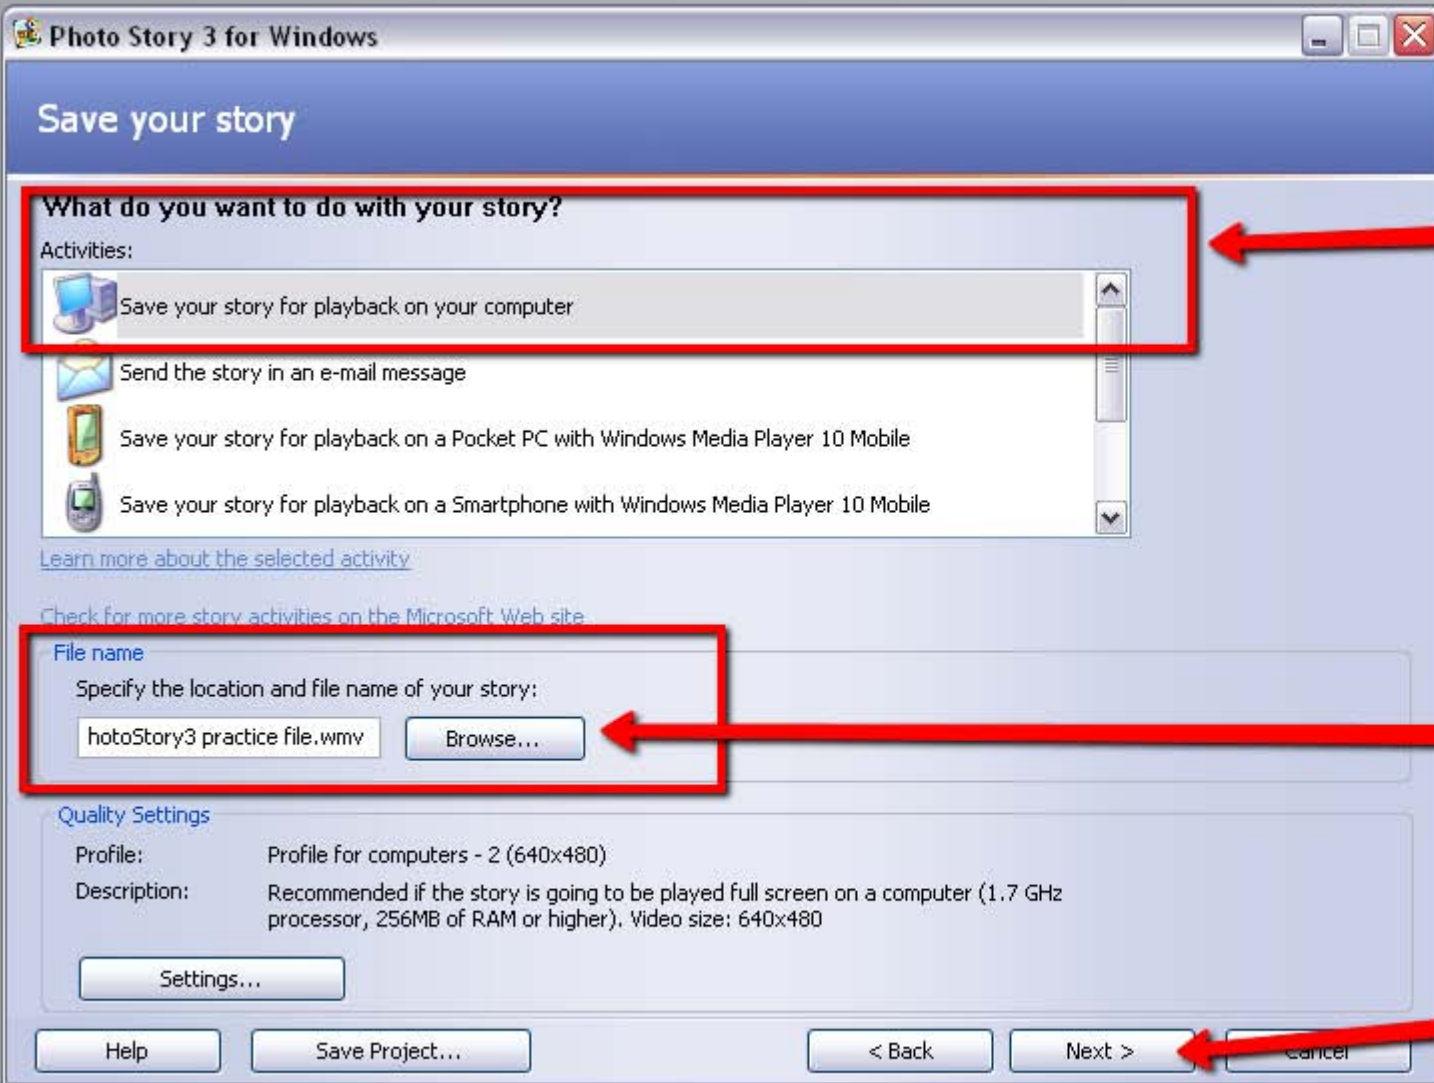 Photo Story 3 for Windows
Save your story
What do you want to do with your story?
Activities:
Save your story for playback on your computer
Send the story in an e-mail message
Save your story for playback on a Pocket PC with Windows Media Player 10 Mobile
Save your story for playback on a Smartphone with Windows Media Player 10 Mobile
Learn more about the selected activity
Check for more story activities on the Microsoft Web site
File name
Specify the location and file name of your story:
hotoStory3 practice file.wmv
Browse...
Quality Settings
Profile: Profile for computers - 2 (640x480)
Description: Recommended if the story is going to be played full screen on a computer (1.7 GHz
processor, 256MB of RAM or higher). Video size: 640x480
Settings...
Help Save Project... < Back Next > Cancel